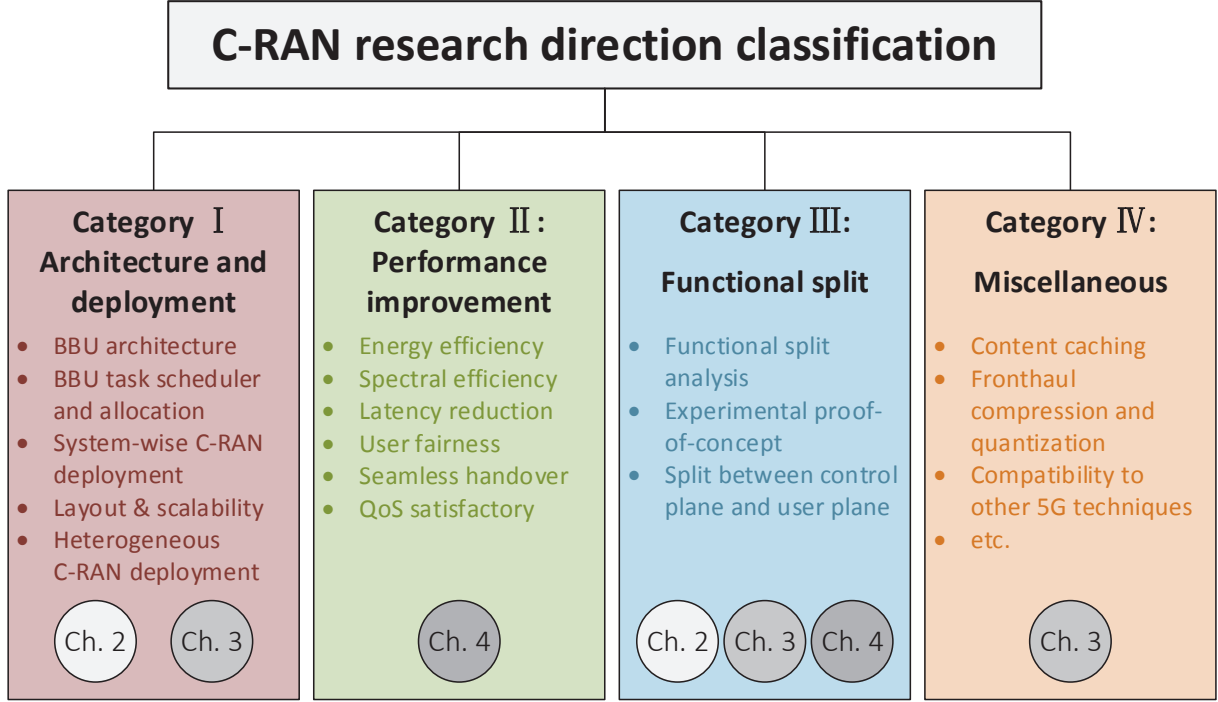 C-RAN research direction classification
Category Ⅰ
Architecture and
deployment
• BBU architecture
• BBU task scheduler
and allocation
• System-wise C-RAN
deployment
• Layout & scalability
• Heterogeneous
C-RAN deployment
Ch. 2
Ch. 3
Category Ⅱ:
Performance
improvement
• Energy efficiency
• Spectral efficiency
• Latency reduction
• User fairness
• Seamless handover
• QoS satisfactory
Ch. 4
Category Ⅲ:
Functional split
• Functional split
analysis
• Experimental proof-
of-concept
• Split between control
plane and user plane
Ch. 2
Ch. 3
Ch. 4
Category Ⅳ:
Miscellaneous
• Content caching
• Fronthaul
compression and
quantization
• Compatibility to
other 5G techniques
• etc.
Ch. 3